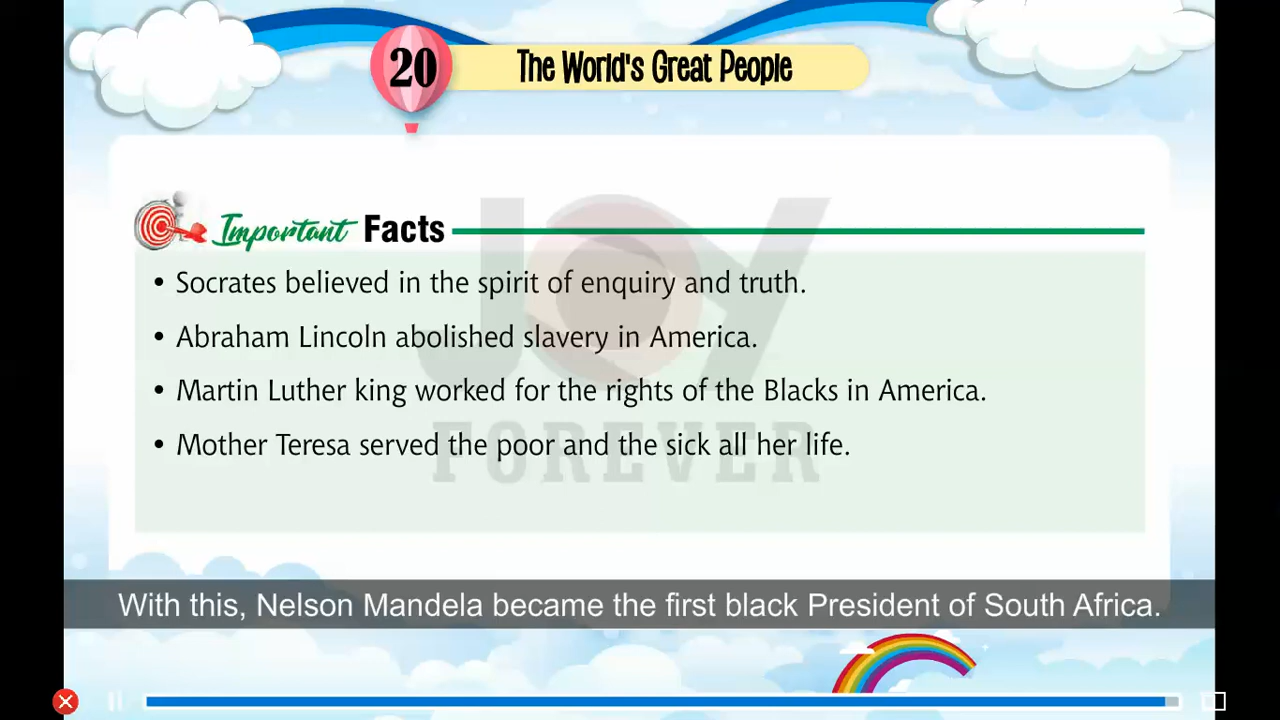 20
The World's Great People
Important Facts
JOY
FOREVER
• Socrates believed in the spirit of enquiry and truth.
• Abraham Lincoln abolished slavery in America.
• Martin Luther king worked for the rights of the Blacks in America.
• Mother Teresa served the poor and the sick all her life.
With this, Nelson Mandela became the first black President of South Africa.